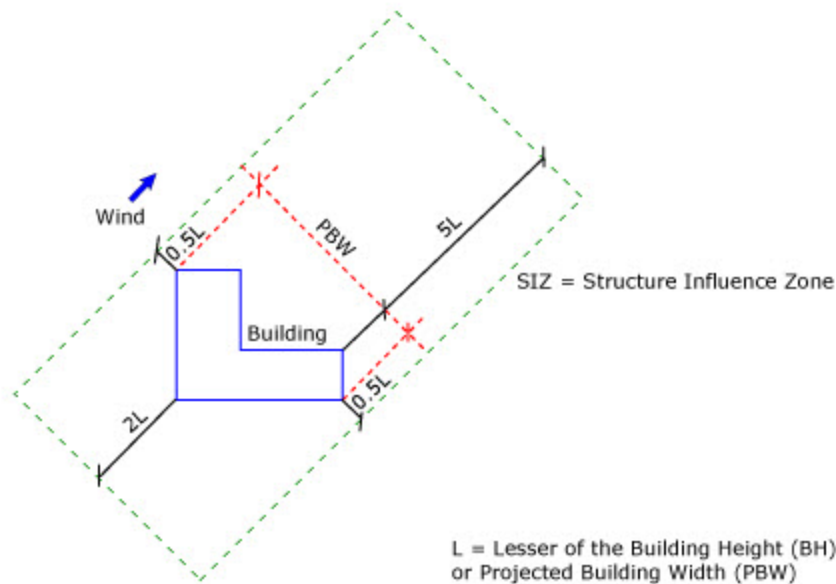 Wind
0.5L
PBW
5L
SIZ = Structure Influence Zone
Building
0.5L
2L
L = Lesser of the Building Height (BH)
or Projected Building Width (PBW)